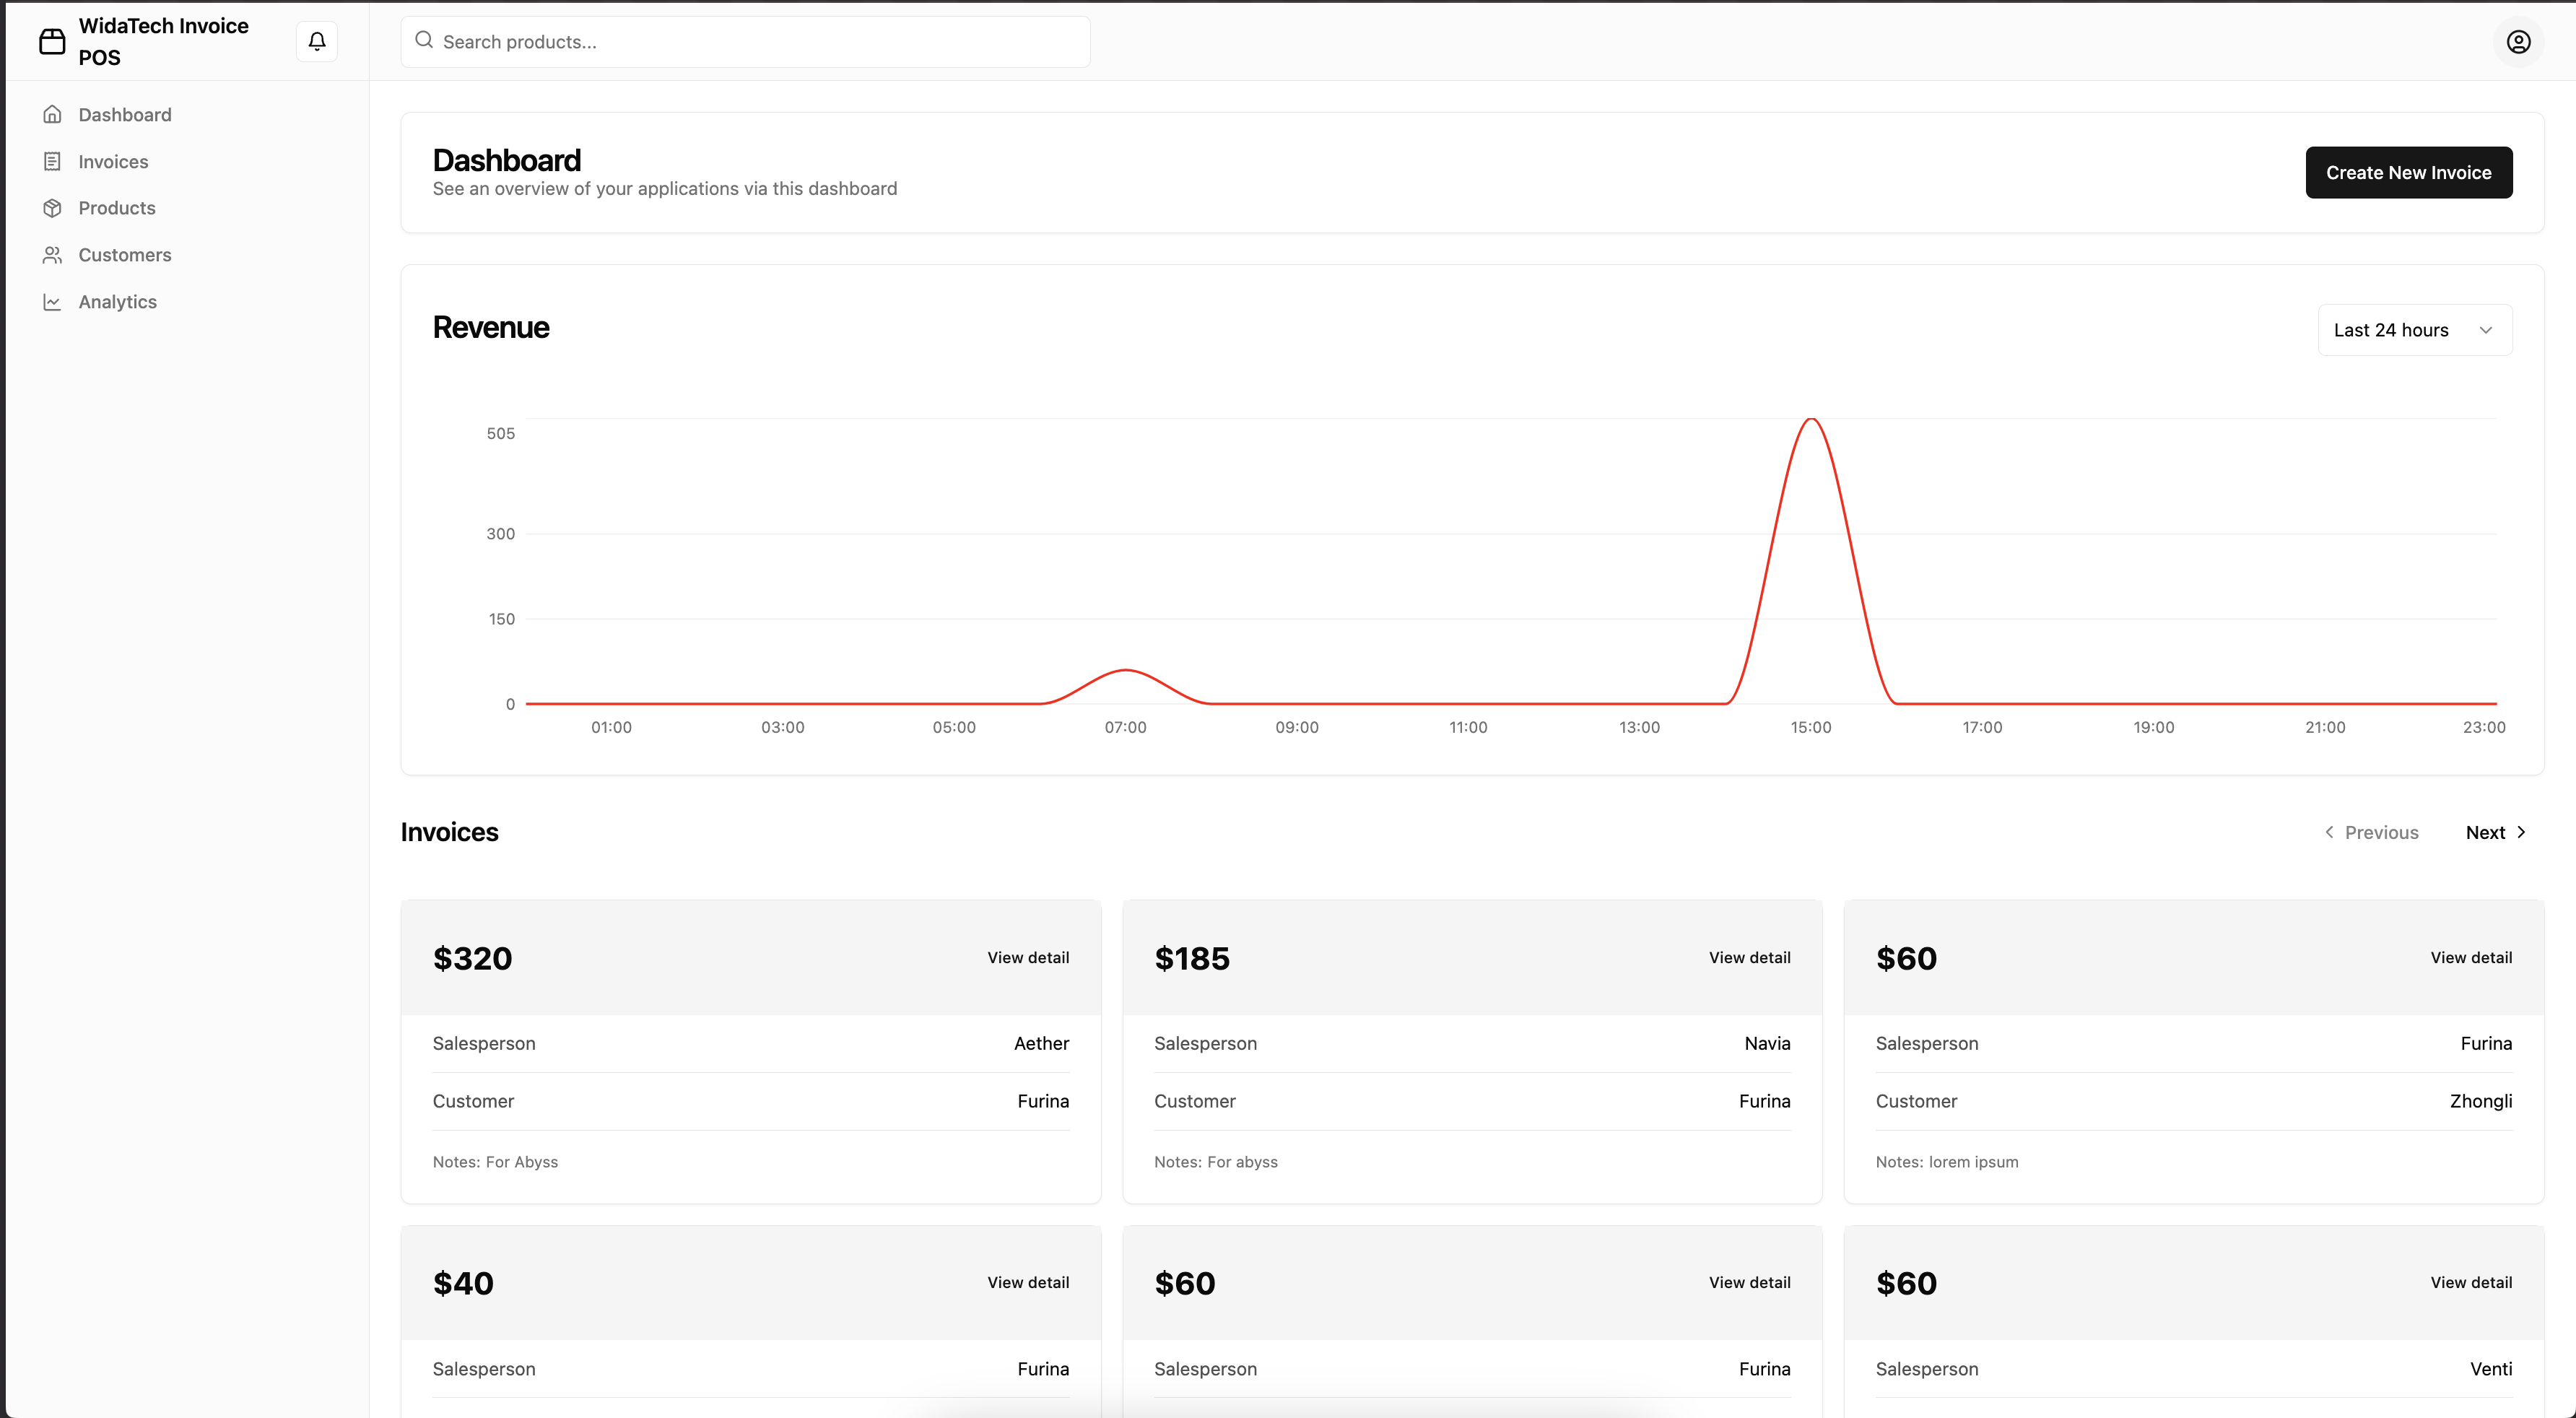 WidaTech Invoice
POS
Search products...
Dashboard
Invoices
Products
Customers
Analytics
Dashboard
See an overview of your applications via this dashboard
Create New Invoice
Revenue
Last 24 hours
505
300
150
0
01:00 03:00 05:00 07:00 09:00 11:00 13:00 15:00 17:00 19:00 21:00 23:00
Invoices
Previous Next
$320 View detail
Salesperson Aether
Customer Furina
Notes: For Abyss
$185 View detail
Salesperson Navia
Customer Furina
Notes: For abyss
$60 View detail
Salesperson Furina
Customer Zhongli
Notes: lorem ipsum
$40 View detail
Salesperson Furina
$60 View detail
Salesperson Furina
$60 View detail
Salesperson Venti